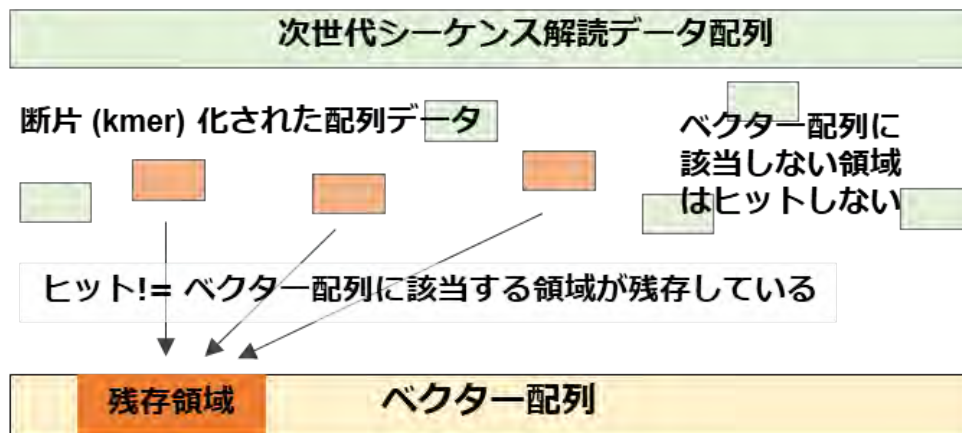 次世代シーケンス解読データ配列
断片 (kmer) 化された配列データ
ベクター配列に
該当しない領域
はヒットしない
ヒット!= ベクター配列に該当する領域が残存している
残存領域
ベクター配列